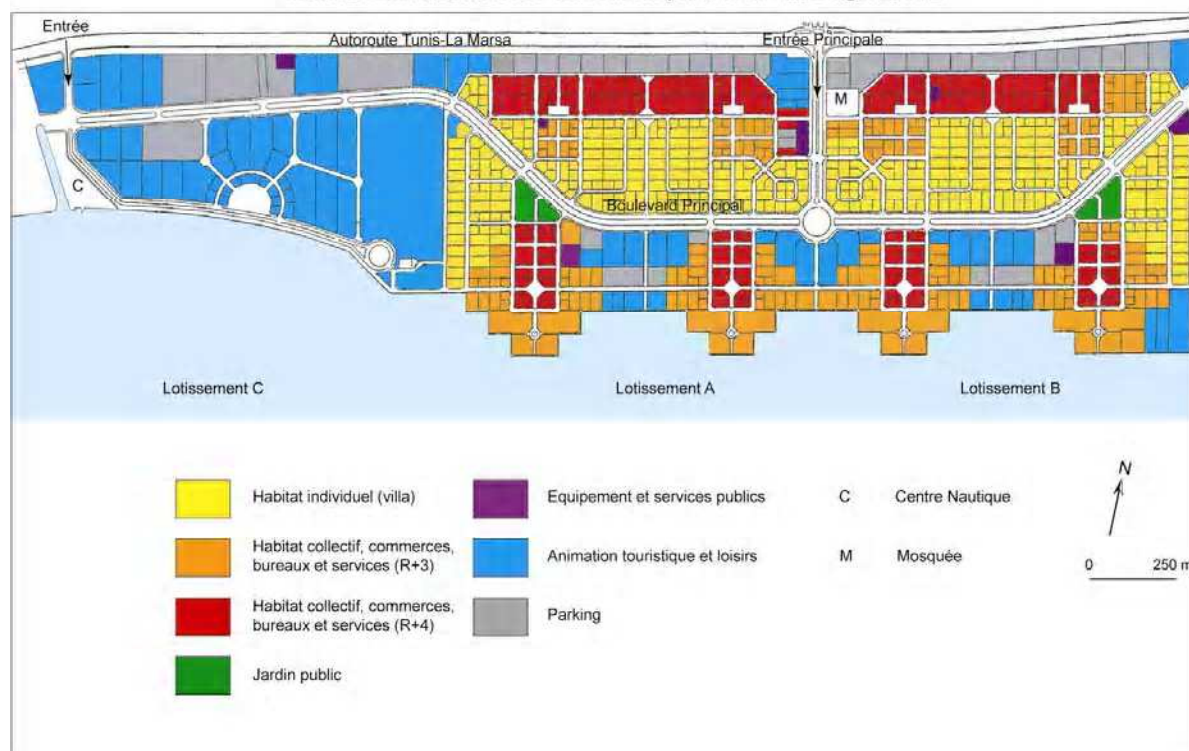 Entrée
Autoroute Tunis-La Marsa
Entrée Principale
M
C
Boulevard Principal
Lotissement C
Lotissement A
Lotissement B
Habitat individuel (villa)
Habitat collectif, commerces,
bureaux et services (R+3)
Habitat collectif, commerces,
bureaux et services (R+4)
Jardin public
Equipement et services publics
Animation touristique et loisirs
Parking
C Centre Nautique
M Mosquée
N
0 250 m